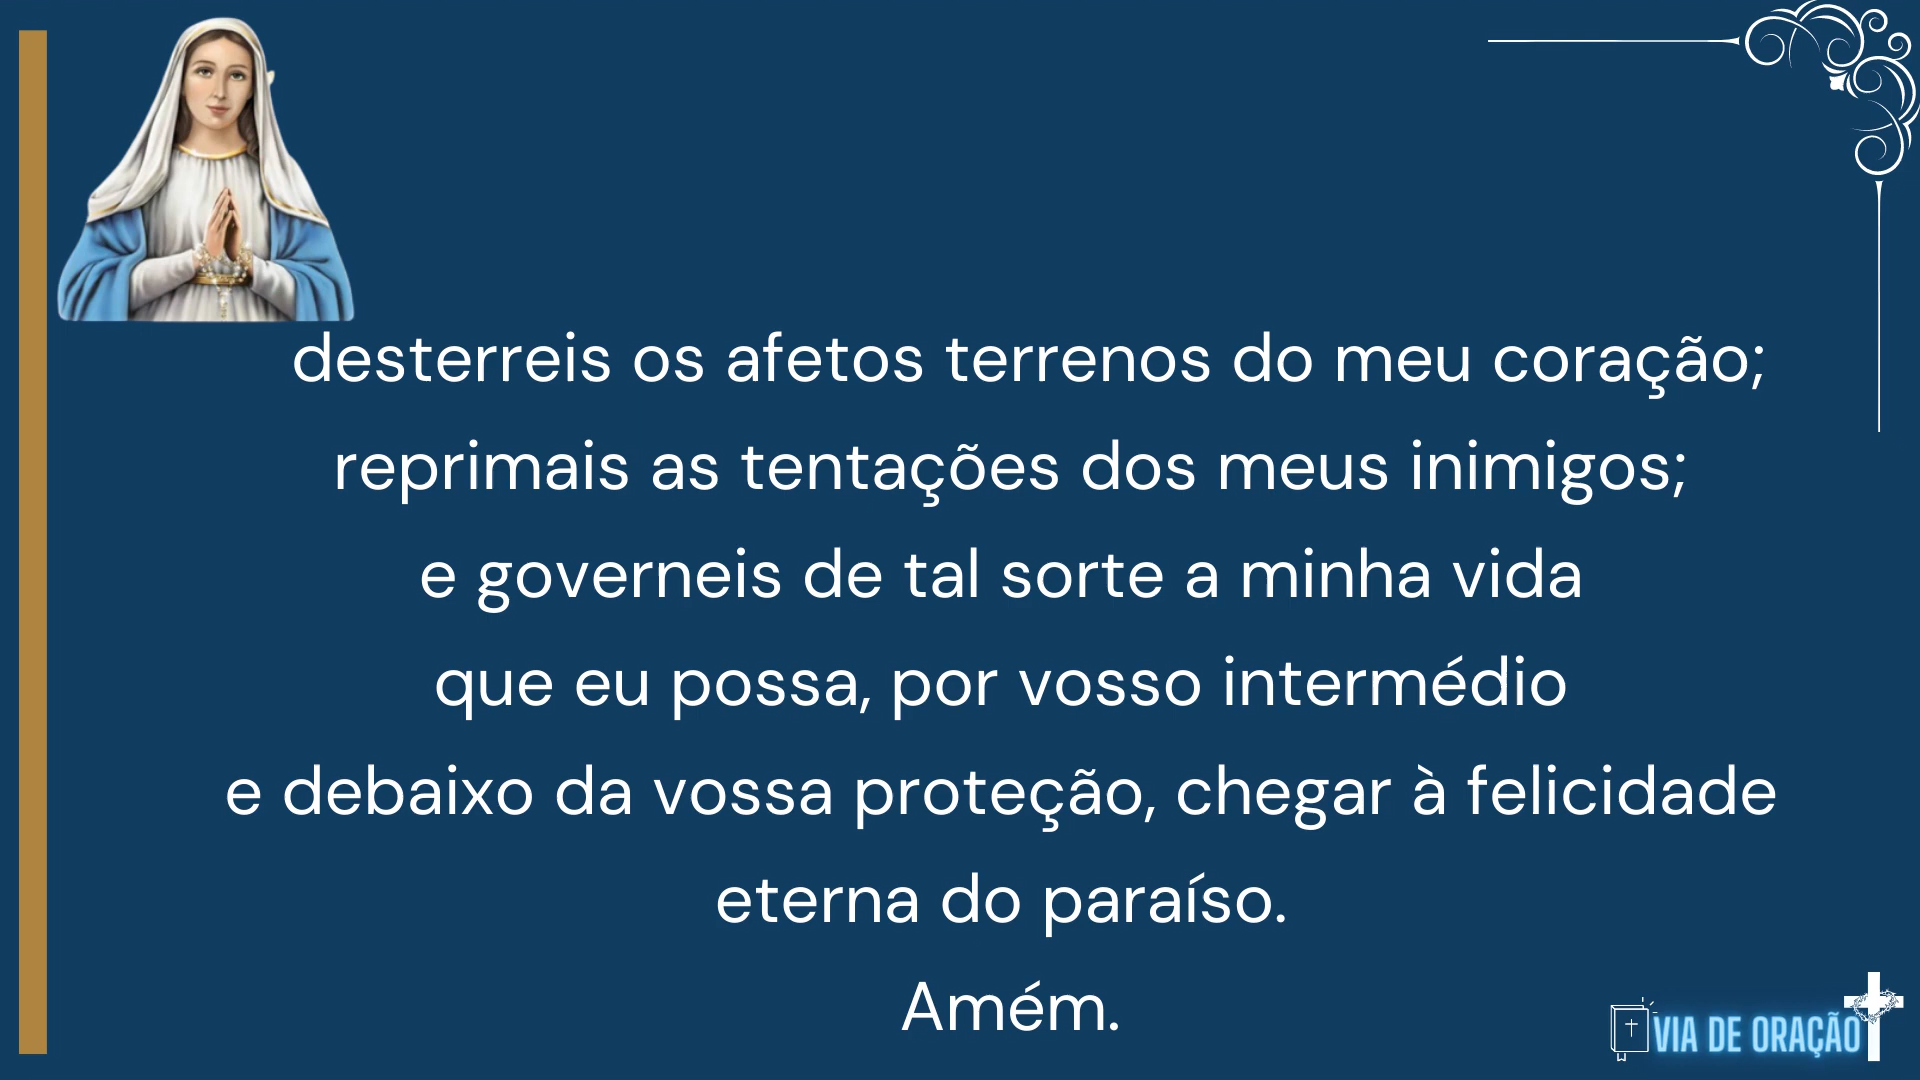 desterreis os afetos terrenos do meu coração;
reprimais as tentações dos meus inimigos;
e governeis de tal sorte a minha vida
que eu possa, por vosso intermédio
e debaixo da vossa proteção, chegar à felicidade
eterna do paraíso.
Amém.
VIA DE ORAÇÃO